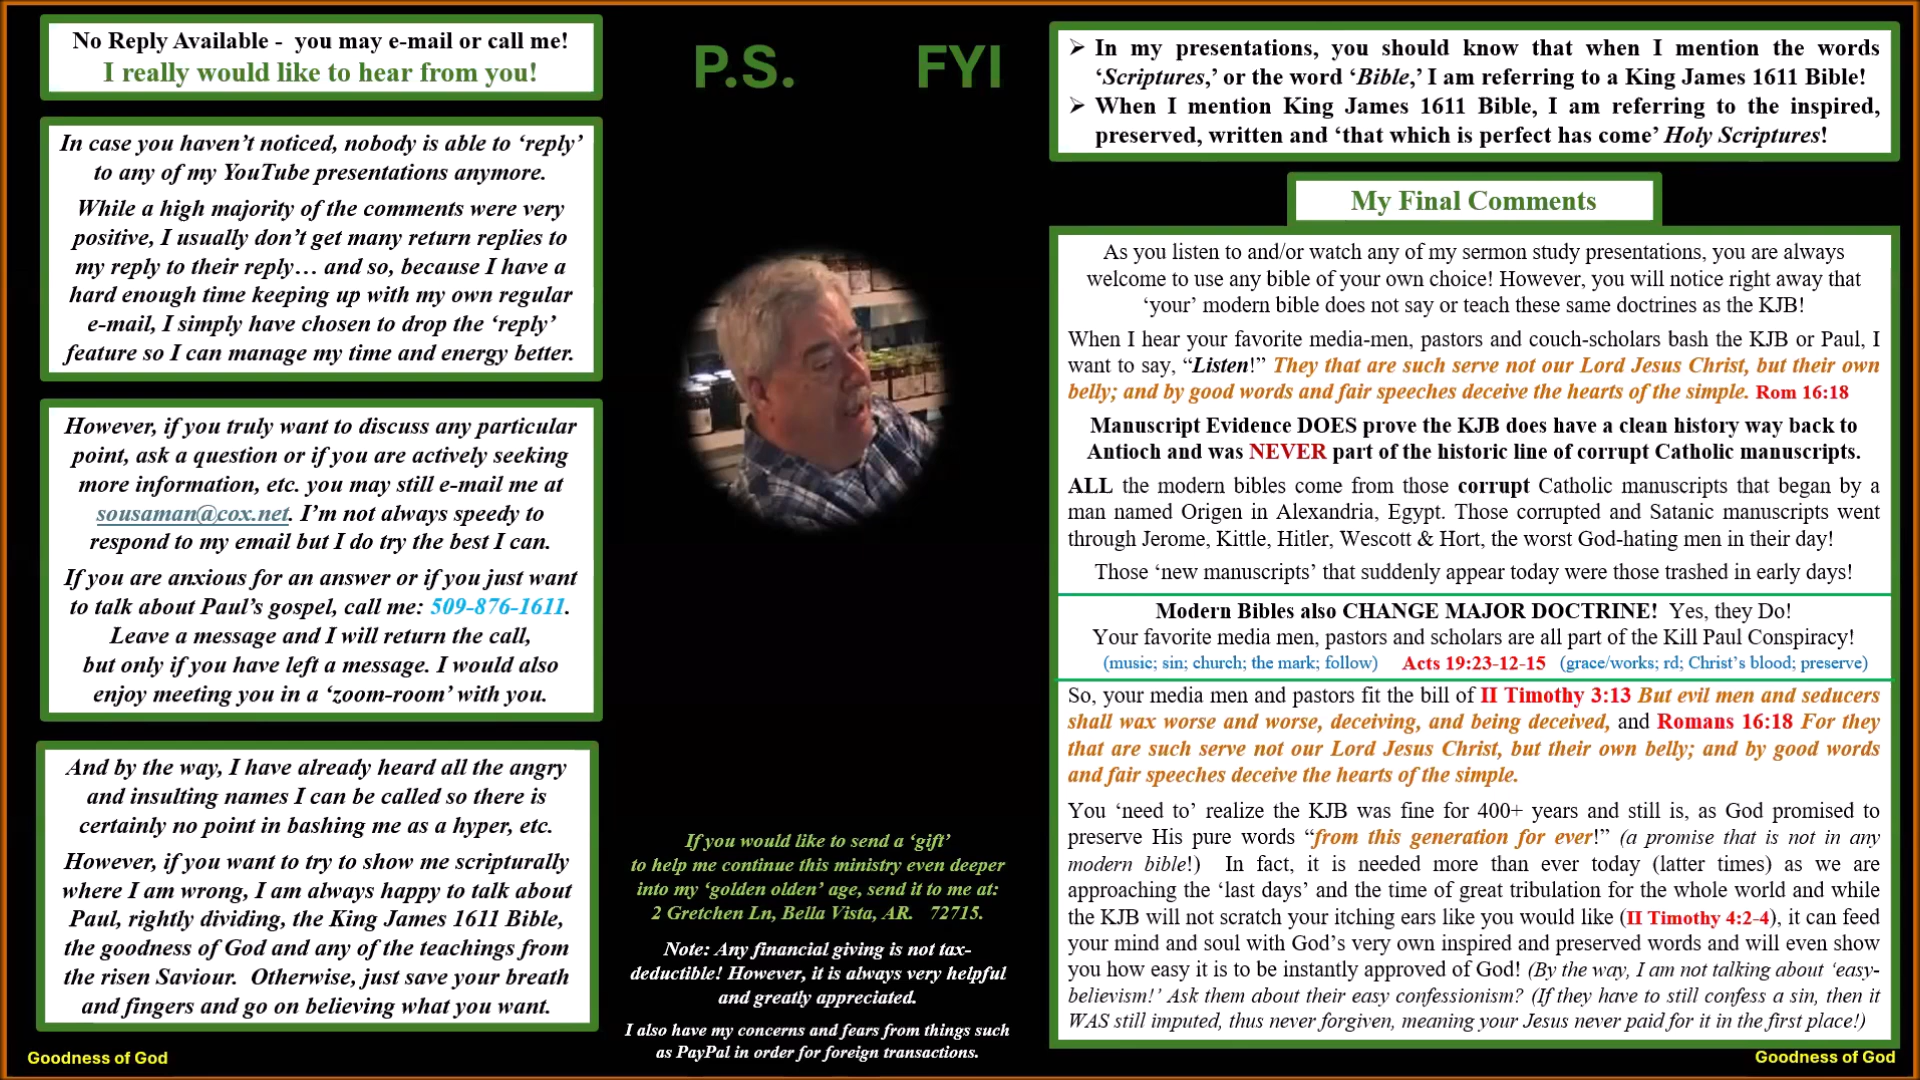 No Reply Available -  you may e-mail or call me!
I really would like to hear from you!
In case you haven't noticed, nobody is able to 'reply'
to any of my YouTube presentations anymore.
While a high majority of the comments were very
positive, I usually don't get many return replies to
my reply to their reply… and so, because I have a
hard enough time keeping up with my own regular
e-mail, I simply have chosen to drop the 'reply'
feature so I can manage my time and energy better.
However, if you truly want to discuss any particular
point, ask a question or if you are actively seeking
more information, etc. you may still e-mail me at
sousaman@cox.net. I'm not always speedy to
respond to my email but I do try the best I can.
If you are anxious for an answer or if you just want
to talk about Paul's gospel, call me: 509-876-1611.
Leave a message and I will return the call,
but only if you have left a message. I would also
enjoy meeting you in a 'zoom-room' with you.
And by the way, I have already heard all the angry
and insulting names I can be called so there is
certainly no point in bashing me as a hyper, etc.
However, if you want to try to show me scripturally
where I am wrong, I am always happy to talk about
Paul, rightly dividing, the King James 1611 Bible,
the goodness of God and any of the teachings from
the risen Saviour.  Otherwise, just save your breath
and fingers and go on believing what you want.
Goodness of God
P.S. FYI
If you would like to send a 'gift'
to help me continue this ministry even deeper
into my 'golden olden' age, send it to me at:
2 Gretchen Ln, Bella Vista, AR.  72715.
Note: Any financial giving is not tax-
deductible! However, it is always very helpful
and greatly appreciated.
I also have my concerns and fears from things such
as PayPal in order for foreign transactions.
➢ In my presentations, you should know that when I mention the words
'Scriptures,' or the word 'Bible,' I am referring to a King James 1611 Bible!
➢ When I mention King James 1611 Bible, I am referring to the inspired,
preserved, written and 'that which is perfect has come' Holy Scriptures!
My Final Comments
As you listen to and/or watch any of my sermon study presentations, you are always
welcome to use any bible of your own choice! However, you will notice right away that
'your' modern bible does not say or teach these same doctrines as the KJB!
When I hear your favorite media-men, pastors and couch-scholars bash the KJB or Paul, I
want to say, "Listen!" They that are such serve not our Lord Jesus Christ, but their own
belly; and by good words and fair speeches deceive the hearts of the simple. Rom 16:18
Manuscript Evidence DOES prove the KJB does have a clean history way back to
Antioch and was NEVER part of the historic line of corrupt Catholic manuscripts.
ALL the modern bibles come from those corrupt Catholic manuscripts that began by a
man named Origen in Alexandria, Egypt. Those corrupted and Satanic manuscripts went
through Jerome, Kittle, Hitler, Wescott & Hort, the worst God-hating men in their day!
Those 'new manuscripts' that suddenly appear today were those trashed in early days!
Modern Bibles also CHANGE MAJOR DOCTRINE!  Yes, they Do!
Your favorite media men, pastors and scholars are all part of the Kill Paul Conspiracy!
(music; sin; church; the mark; follow)  Acts 19:23-12-15  (grace/works; rd; Christ's blood; preserve)
So, your media men and pastors fit the bill of II Timothy 3:13 But evil men and seducers
shall wax worse and worse, deceiving, and being deceived, and Romans 16:18 For they
that are such serve not our Lord Jesus Christ, but their own belly; and by good words
and fair speeches deceive the hearts of the simple.
You 'need to' realize the KJB was fine for 400+ years and still is, as God promised to
preserve His pure words "from this generation for ever!" (a promise that is not in any
modern bible!)  In fact, it is needed more than ever today (latter times) as we are
approaching the 'last days' and the time of great tribulation for the whole world and while
the KJB will not scratch your itching ears like you would like (II Timothy 4:2-4), it can feed
your mind and soul with God's very own inspired and preserved words and will even show
you how easy it is to be instantly approved of God! (By the way, I am not talking about 'easy-
believism!' Ask them about their easy confessionism? (If they have to still confess a sin, then it
WAS still imputed, thus never forgiven, meaning your Jesus never paid for it in the first place!)
Goodness of God